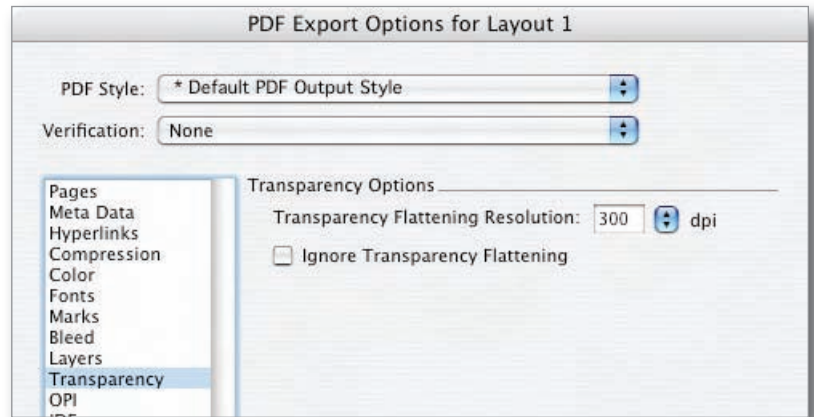 PDF Export Options for Layout 1
PDF Style: * Default PDF Output Style
Verification: None
Pages
Meta Data
Hyperlinks
Compression
Color
Fonts
Marks
Bleed
Layers
Transparency
OPI
Transparency Options
Transparency Flattening Resolution: 300 dpi
Ignore Transparency Flattening